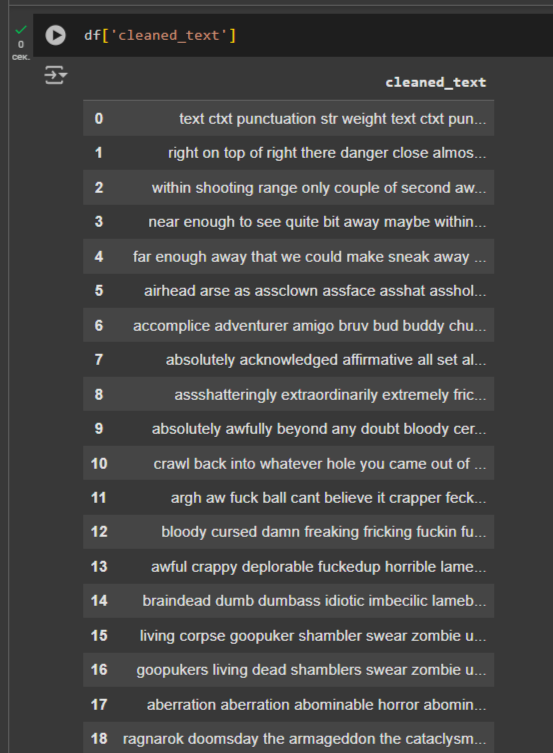 df['cleaned_text']
0
сек.
cleaned_text
0 text ctxt punctuation str weight text ctxt pun...
1 right on top of right there danger close almos...
2 within shooting range only couple of second aw...
3 near enough to see quite bit away maybe within...
4 far enough away that we could make sneak away ...
5 airhead arse as assclown assface asshat asshol...
6 accomplice adventurer amigo bruv bud buddy chu...
7 absolutely acknowledged affirmative all set al...
8 assshatteringly extraordinarily extremely fric...
9 absolutely awfully beyond any doubt bloody cer...
10 crawl back into whatever hole you came out of ...
11 argh aw fuck ball cant believe it crapper feck...
12 bloody cursed damn freaking fricking fuckin fu...
13 awful crappy deplorable fuckedup horrible lame...
14 braindead dumb dumbass idiotic imbecilic lameb...
15 living corpse goopuker shambler swear zombie u...
16 goopukers living dead shamblers swear zombie u...
17 aberration aberration abominable horror abomin...
18 ragnarok doomsday the armageddon the cataclysm...